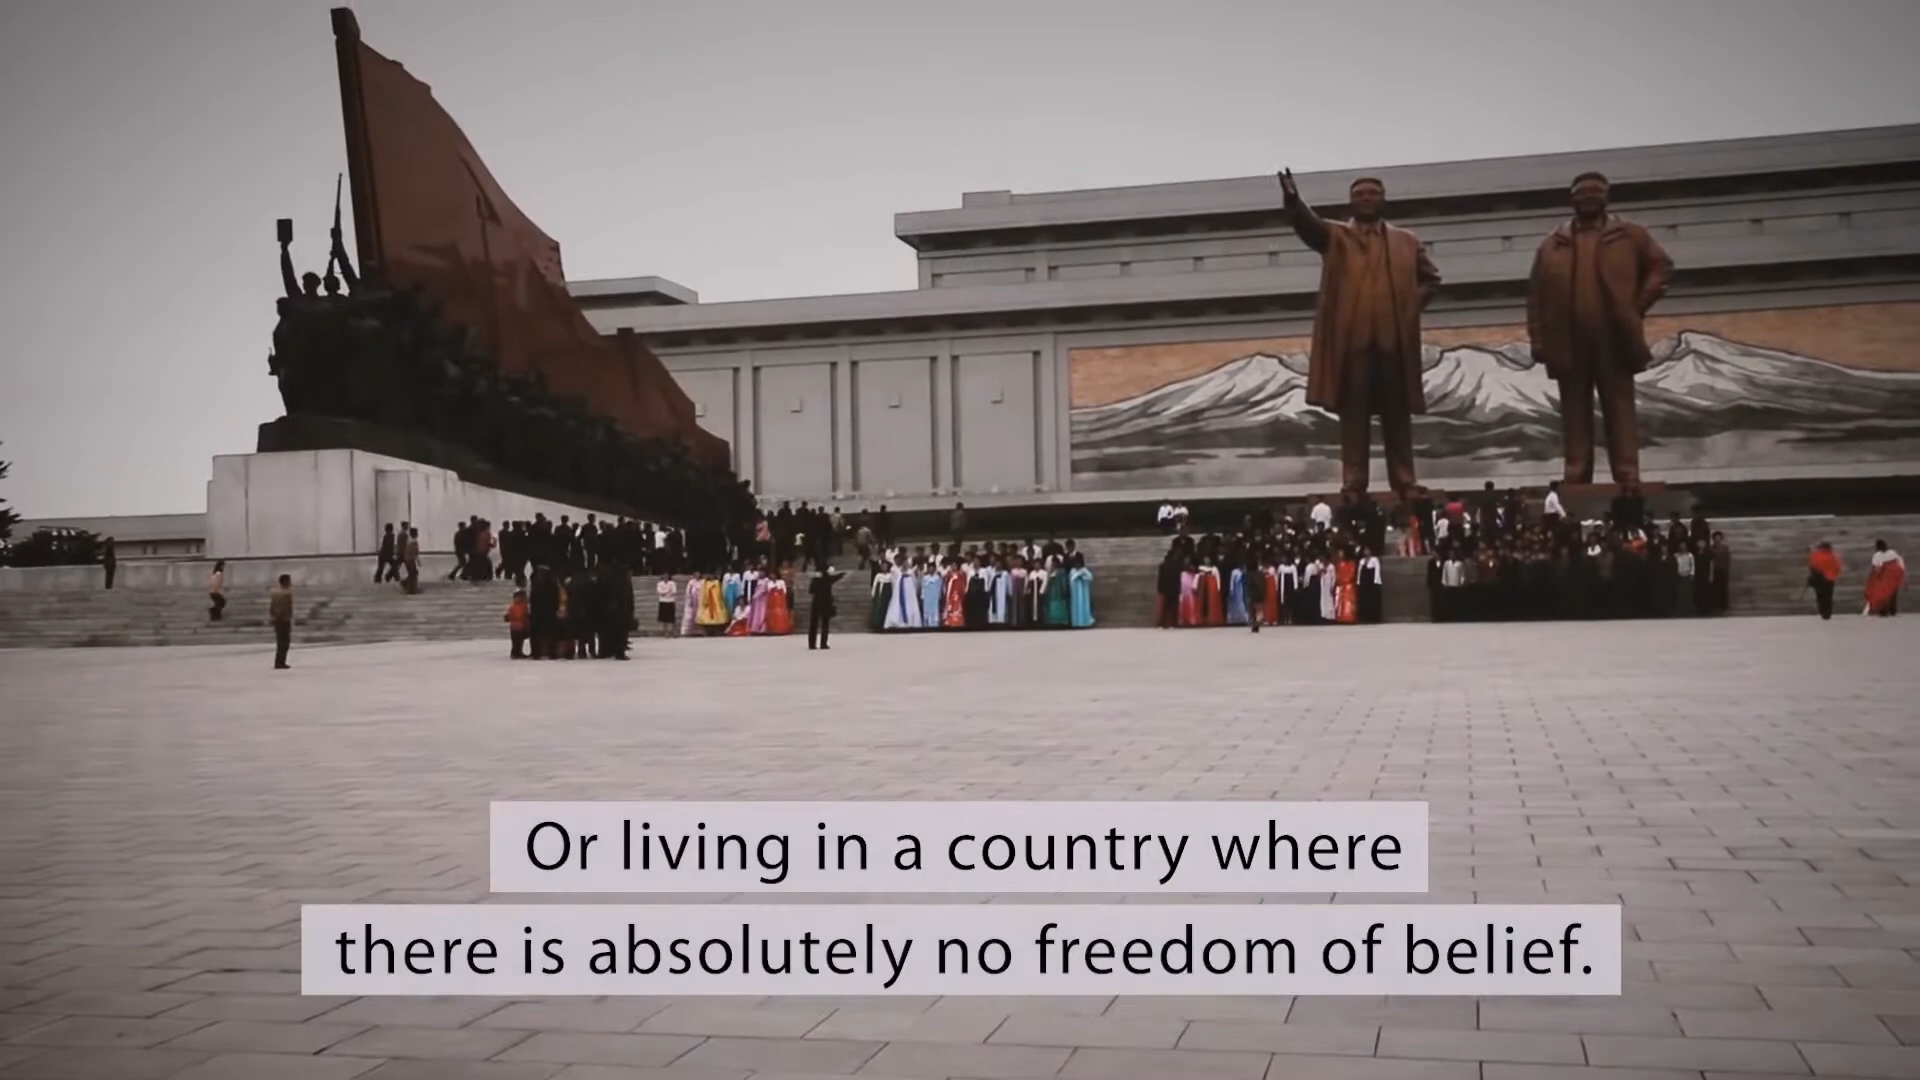 Or living in a country where
there is absolutely no freedom of belief.